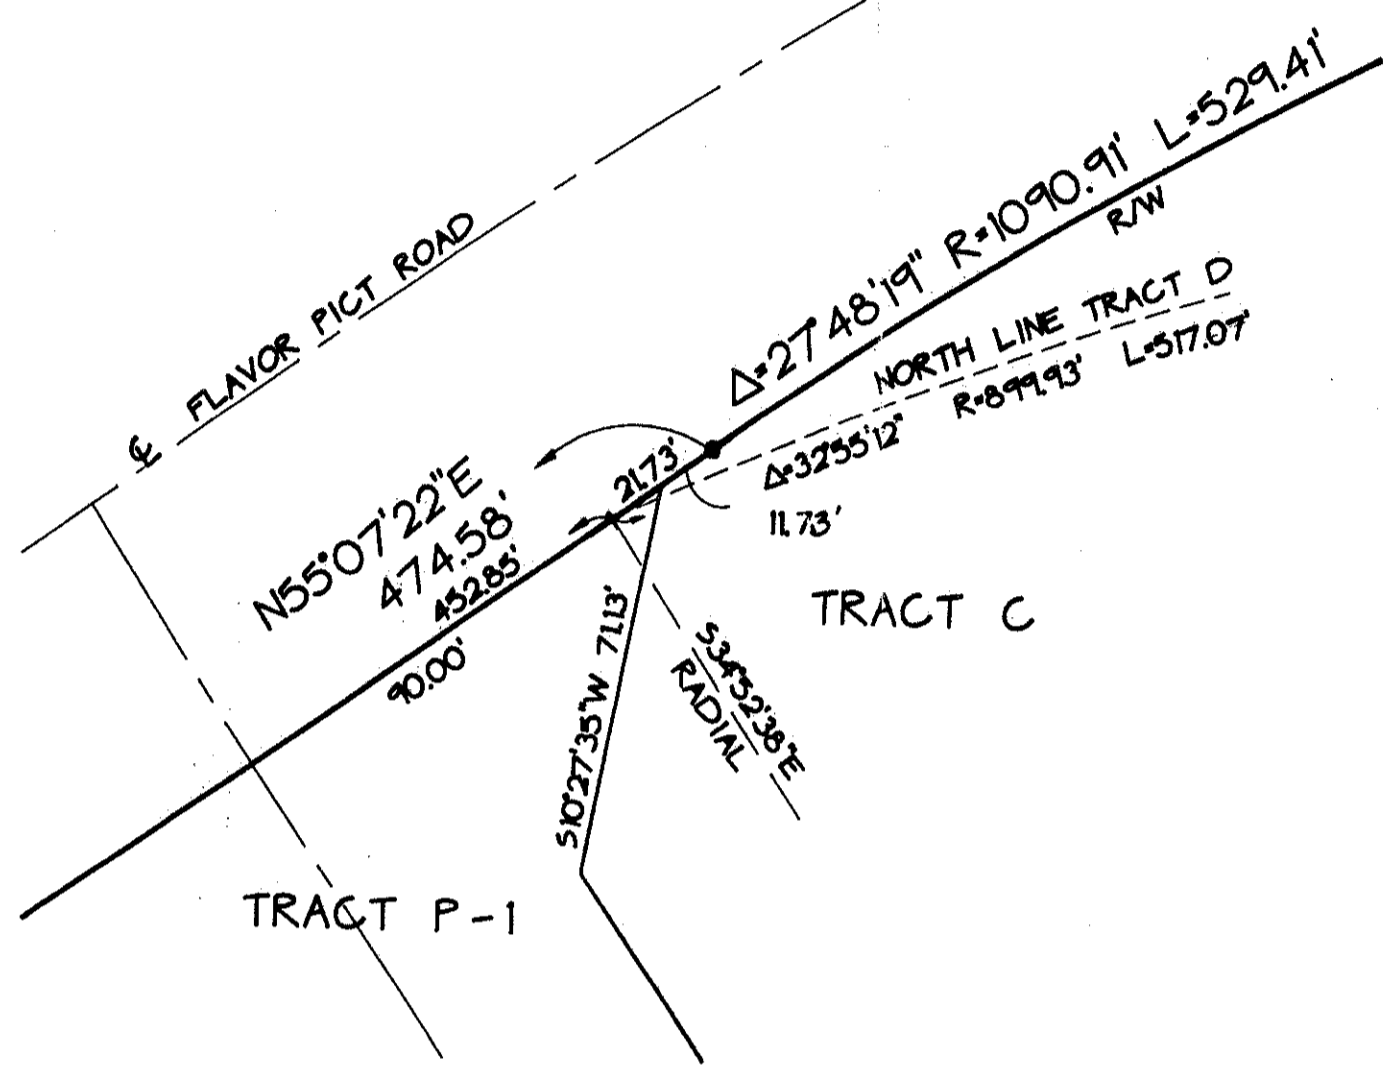 ℄ FLAVOR PICT ROAD
Δ=27°48'19" R=1090.91' L=529.41'
R/W
NORTH LINE TRACT D
Δ=32°55'12" R=899.93' L=517.07'
21.73'
11.73'
N55°07'22"E
474.58'
452.85'
90.00'
TRACT C
S10°27'35"W 71.13'
S34°52'38"E
RADIAL
TRACT P-1